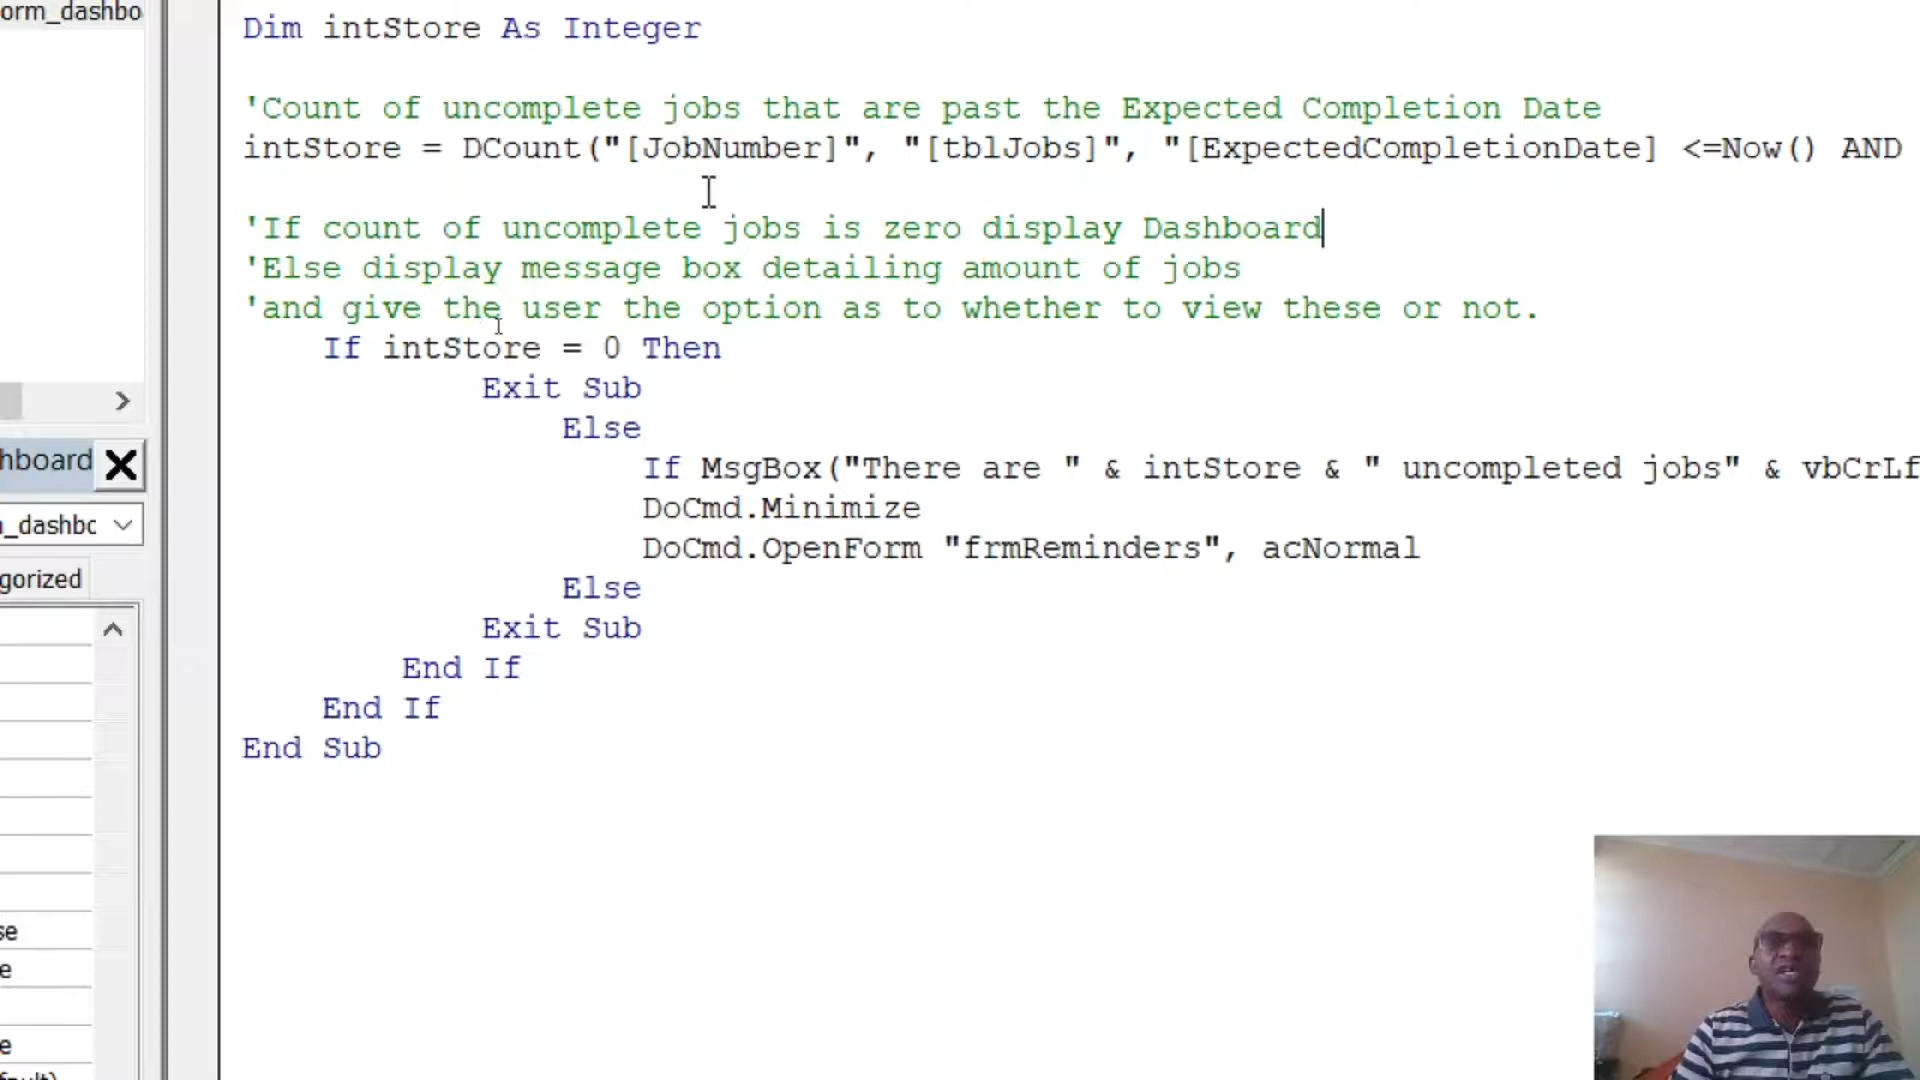 orm_dashbo
Dim intStore As Integer
'Count of uncomplete jobs that are past the Expected Completion Date
intStore = DCount("[JobNumber]", "[tblJobs]", "[ExpectedCompletionDate] <=Now() AND
'If count of uncomplete jobs is zero display Dashboard
'Else display message box detailing amount of jobs
'and give the user the option as to whether to view these or not.
If intStore = 0 Then
Exit Sub
Else
If MsgBox("There are " & intStore & " uncompleted jobs" & vbCrLf
DoCmd.Minimize
DoCmd.OpenForm "frmReminders", acNormal
Else
Exit Sub
End If
End If
End Sub
hboard
_dashbc
gorized
se
e
e